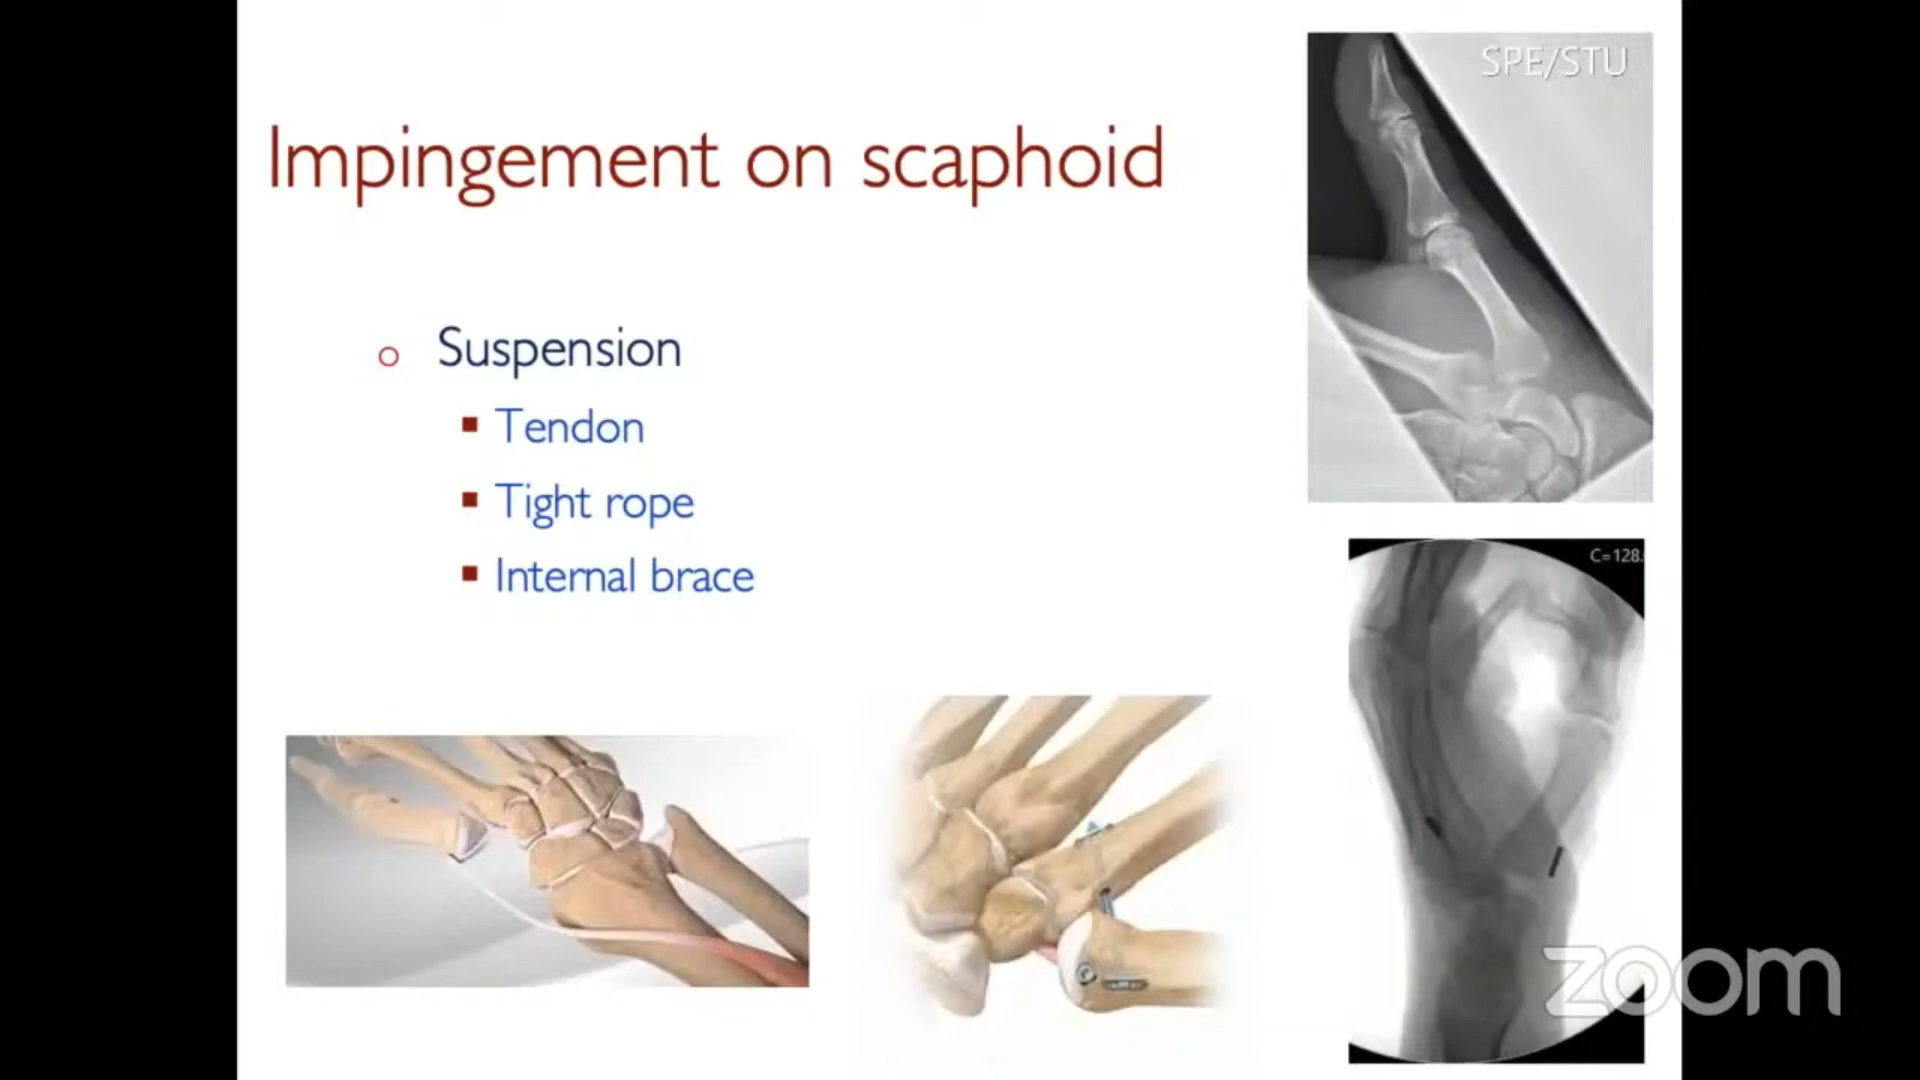 SPE/STU
Impingement on scaphoid
Suspension
Tendon
Tight rope
Internal brace
C=128.
zoom